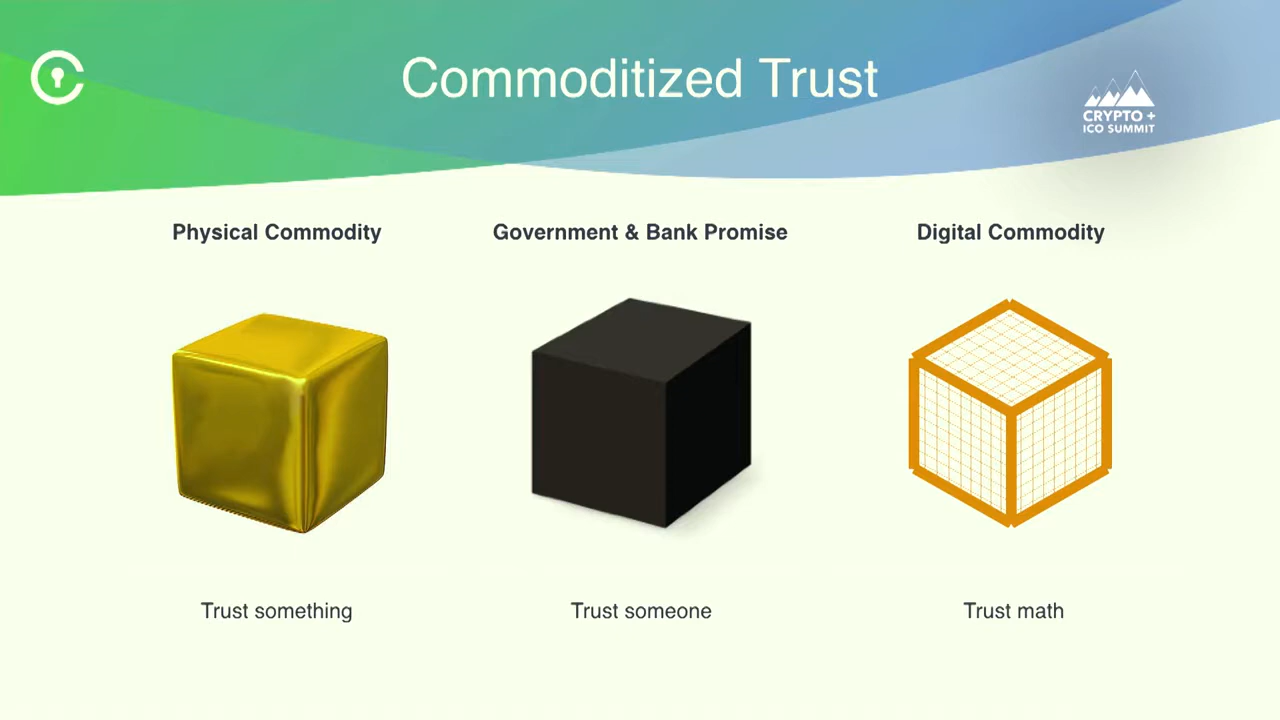 Commoditized Trust
CRYPTO +
ICO SUMMIT
Physical Commodity
Government & Bank Promise
Digital Commodity
Trust something
Trust someone
Trust math